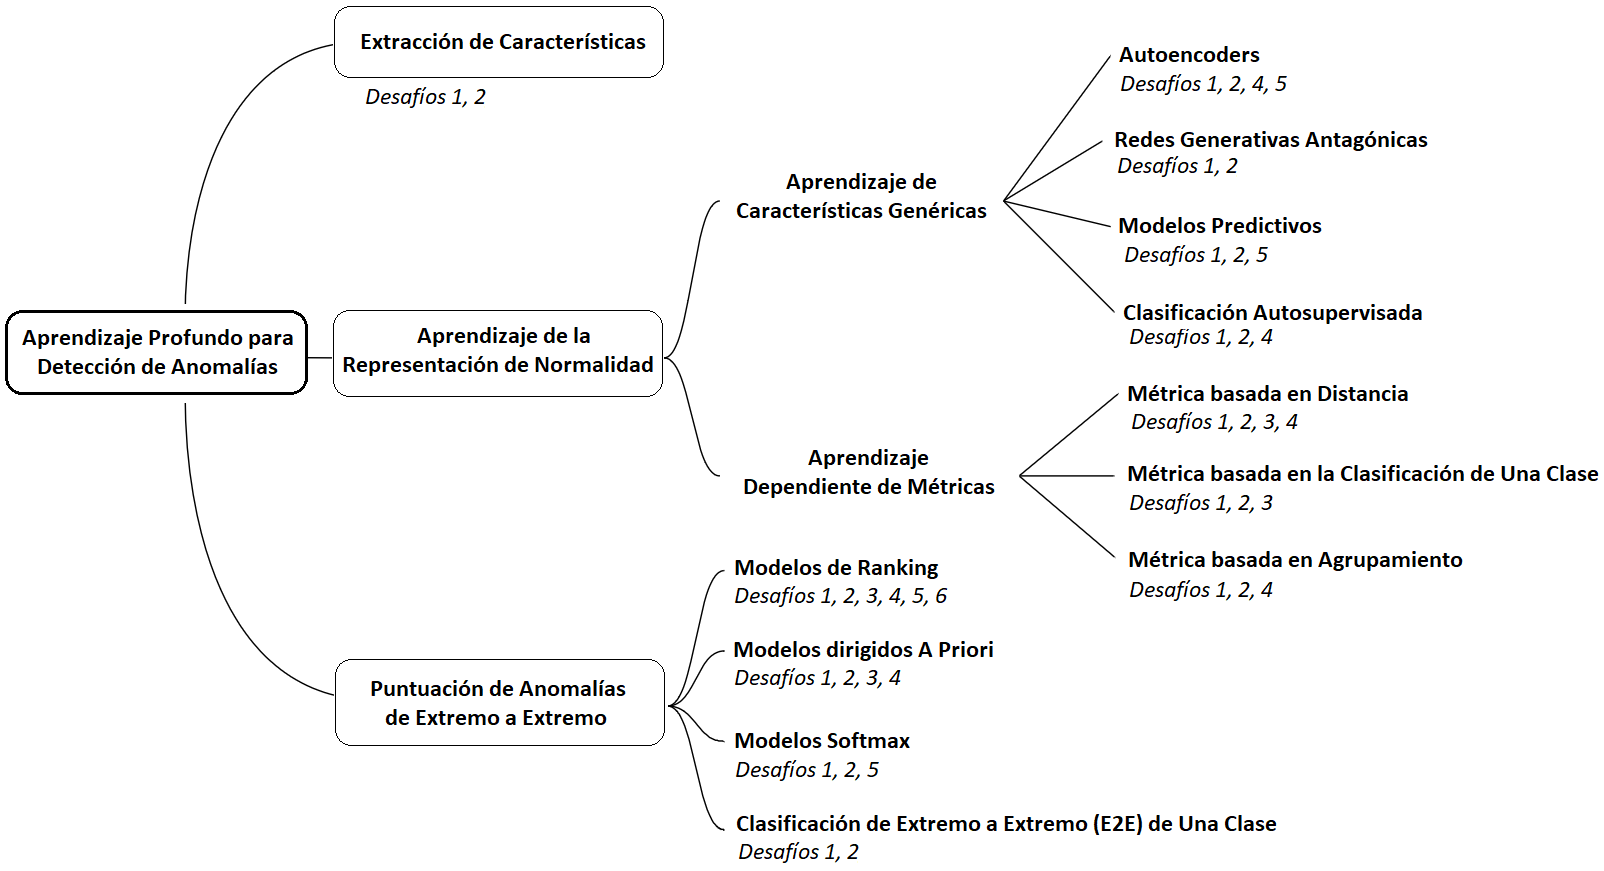 Extracción de Características
Desafíos 1, 2
Aprendizaje Profundo para
Detección de Anomalías
Aprendizaje de la
Representación de Normalidad
Aprendizaje de
Características Genéricas
Autoencoders
Desafíos 1, 2, 4, 5
Redes Generativas Antagónicas
Desafíos 1, 2
Modelos Predictivos
Desafíos 1, 2, 5
Clasificación Autosupervisada
Desafíos 1, 2, 4
Aprendizaje
Dependiente de Métricas
Métrica basada en Distancia
Desafíos 1, 2, 3, 4
Métrica basada en la Clasificación de Una Clase
Desafíos 1, 2, 3
Métrica basada en Agrupamiento
Desafíos 1, 2, 4
Puntuación de Anomalías
de Extremo a Extremo
Modelos de Ranking
Desafíos 1, 2, 3, 4, 5, 6
Modelos dirigidos A Priori
Desafíos 1, 2, 3, 4
Modelos Softmax
Desafíos 1, 2, 5
Clasificación de Extremo a Extremo (E2E) de Una Clase
Desafíos 1, 2